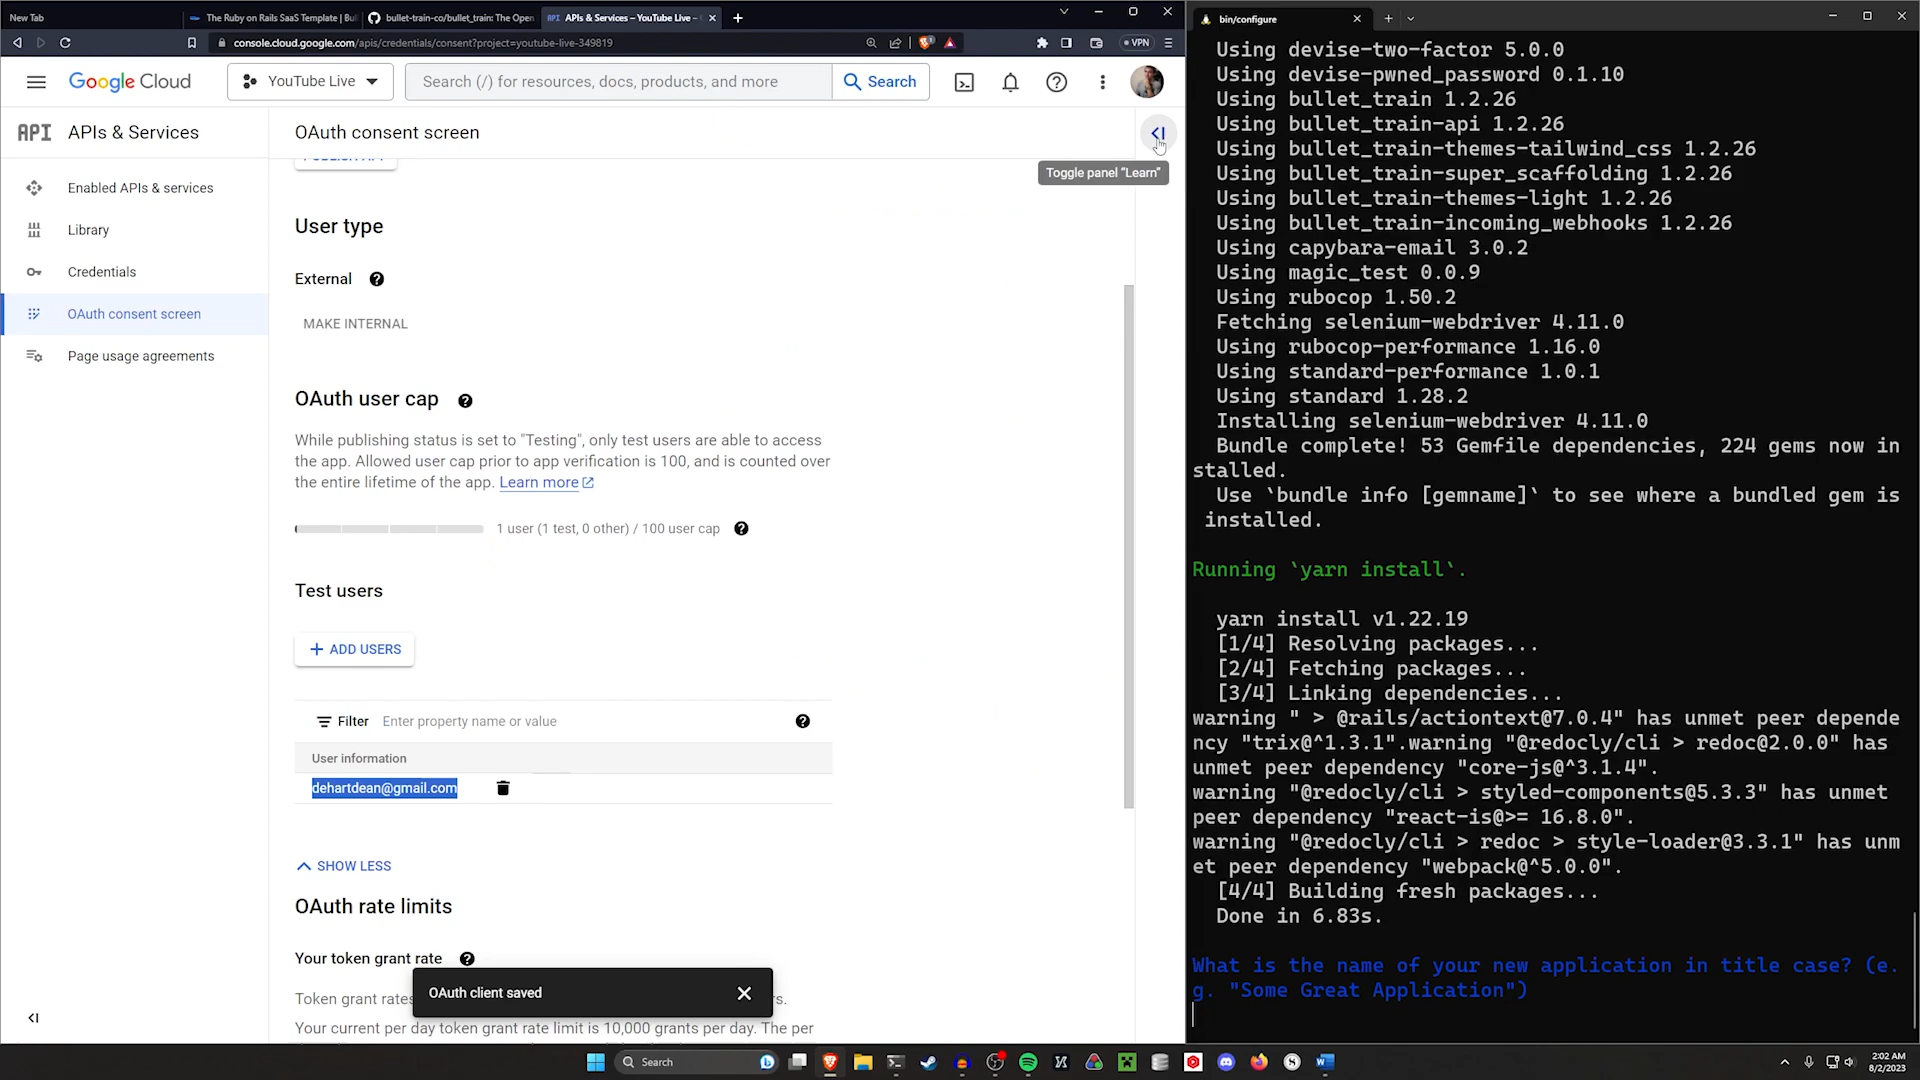 New Tab
The Ruby on Rails SaaS Template | Bul
bullet-train-co/bullet_train: The Open
API APIs & Services – YouTube Live –
console.cloud.google.com/apis/credentials/consent?project=youtube-live-349819
VPN
Google Cloud
YouTube Live
Search (/) for resources, docs, products, and more
Search
API APIs & Services
OAuth consent screen
Toggle panel "Learn"
Enabled APIs & services
Library
Credentials
OAuth consent screen
Page usage agreements
User type
External
MAKE INTERNAL
OAuth user cap
While publishing status is set to "Testing", only test users are able to access
the app. Allowed user cap prior to app verification is 100, and is counted over
the entire lifetime of the app. Learn more
1 user (1 test, 0 other) / 100 user cap
Test users
+ ADD USERS
Filter Enter property name or value
User information
dehartdean@gmail.com
SHOW LESS
OAuth rate limits
Your token grant rate
Token grant rates
OAuth client saved
Your current per day token grant rate limit is 10,000 grants per day. The per
bin/configure
Using devise-two-factor 5.0.0
Using devise-pwned_password 0.1.10
Using bullet_train 1.2.26
Using bullet_train-api 1.2.26
Using bullet_train-themes-tailwind_css 1.2.26
Using bullet_train-super_scaffolding 1.2.26
Using bullet_train-themes-light 1.2.26
Using bullet_train-incoming_webhooks 1.2.26
Using capybara-email 3.0.2
Using magic_test 0.0.9
Using rubocop 1.50.2
Fetching selenium-webdriver 4.11.0
Using rubocop-performance 1.16.0
Using standard-performance 1.0.1
Using standard 1.28.2
Installing selenium-webdriver 4.11.0
Bundle complete! 53 Gemfile dependencies, 224 gems now in
stalled.
Use `bundle info [gemname]` to see where a bundled gem is
installed.
Running `yarn install`.
yarn install v1.22.19
[1/4] Resolving packages...
[2/4] Fetching packages...
[3/4] Linking dependencies...
warning " > @rails/actiontext@7.0.4" has unmet peer depende
ncy "trix@^1.3.1".warning "@redocly/cli > redoc@2.0.0" has
unmet peer dependency "core-js@^3.1.4".
warning "@redocly/cli > styled-components@5.3.3" has unmet
peer dependency "react-is@>= 16.8.0".
warning "@redocly/cli > redoc > style-loader@3.3.1" has unm
et peer dependency "webpack@^5.0.0".
[4/4] Building fresh packages...
Done in 6.83s.
What is the name of your new application in title case? (e.
g. "Some Great Application")
Search
2:02 AM
8/2/2023